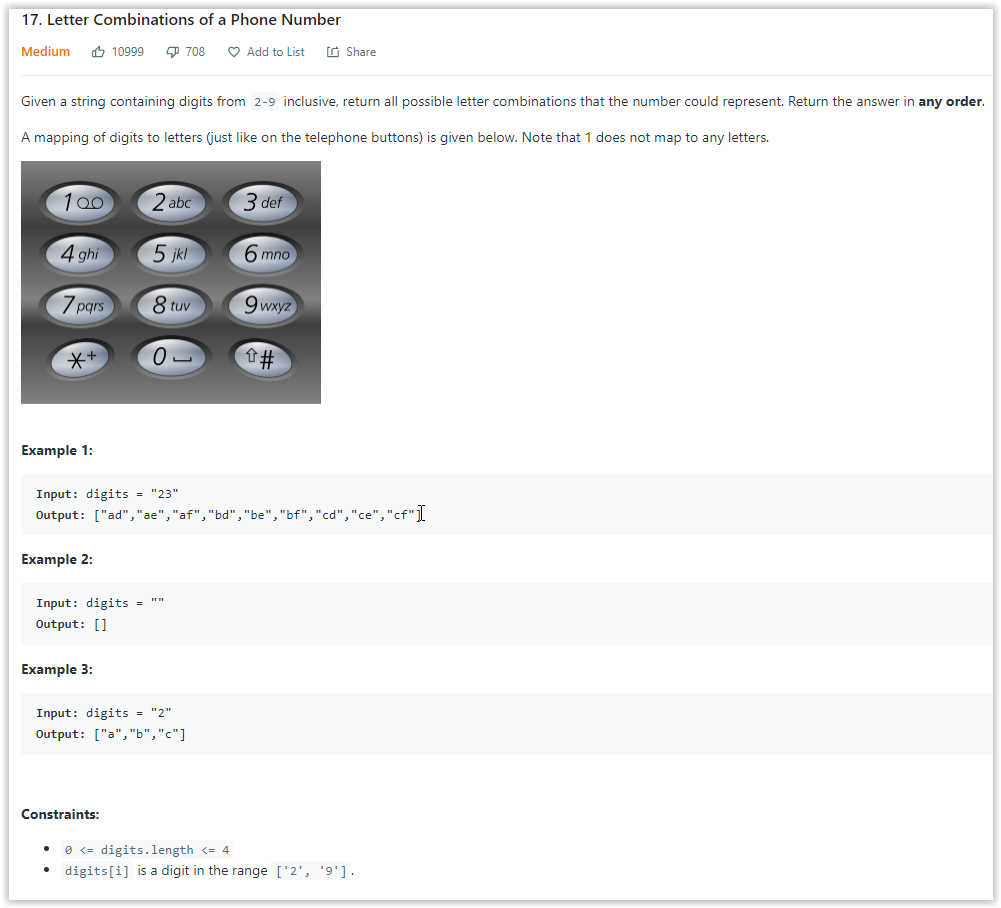 17. Letter Combinations of a Phone Number
Medium 10999 708 Add to List Share
Given a string containing digits from 2-9 inclusive, return all possible letter combinations that the number could represent. Return the answer in any order.
A mapping of digits to letters (just like on the telephone buttons) is given below. Note that 1 does not map to any letters.
1 2 abc 3 def
4 ghi 5 jkl 6 mno
7 pqrs 8 tuv 9 wxyz
*+ 0 #
Example 1:
Input: digits = "23"
Output: ["ad","ae","af","bd","be","bf","cd","ce","cf"]
Example 2:
Input: digits = ""
Output: []
Example 3:
Input: digits = "2"
Output: ["a","b","c"]
Constraints:
• 0 <= digits.length <= 4
• digits[i] is a digit in the range ['2', '9'].